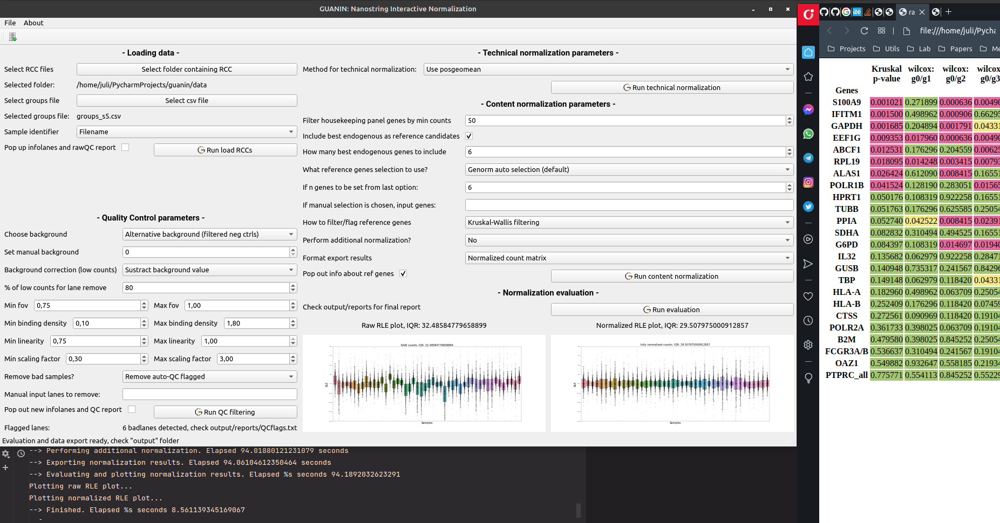 GUANIN: Nanostring Interactive Normalization
File About
- Loading data -
Select RCC files
Select folder containing RCC
Selected folder: /home/juli/PycharmProjects/guanin/data
Select groups file
Select csv file
Selected groups file: groups_s5.csv
Sample identifier Filename
Pop up infolanes and rawQC report
Run load RCCs
- Quality Control parameters -
Choose background Alternative background (filtered neg ctrls)
Set manual background 0
Background correction (low counts) Sustract background value
% of low counts for lane remove 80
Min fov 0,75 Max fov 1,00
Min binding density 0,10 Max binding density 1,80
Min linearity 0,75 Max linearity 1,00
Min scaling factor 0,30 Max scaling factor 3,00
Remove bad samples? Remove auto-QC flagged
Manual input lanes to remove:
Pop out new infolanes and QC report
Run QC filtering
Flagged lanes: 6 badlanes detected, check output/reports/QCflags.txt
Evaluation and data export ready, check "output" folder
- Technical normalization parameters -
Method for technical normalization: Use posgeomean
Run technical normalization
- Content normalization parameters -
Filter housekeeping panel genes by min counts 50
Include best endogenous as reference candidates
How many best endogenous genes to include 6
What reference genes selection to use? Genorm auto selection (default)
If n genes to be set from last option: 6
If manual selection is chosen, input genes:
How to filter/flag reference genes Kruskal-Wallis filtering
Perform additional normalization? No
Format export results Normalized count matrix
Pop out info about ref genes
Run content normalization
- Normalization evaluation -
Check output/reports for final report
Run evaluation
Raw RLE plot, IQR: 32.48584779658899
Normalized RLE plot, IQR: 29.507975000912857
RAW counts. IQR: 32.48584779658899
RLE
Samples
fully normalized counts. IQR: 29.507975000912857
RLE
Samples
--> Performing additional normalization. Elapsed 94.01880121231079 seconds
--> Exporting normalization results. Elapsed 94.06104612350464 seconds
--> Evaluating and plotting normalization results. Elapsed %s seconds 94.1892032623291
Plotting raw RLE plot...
Plotting normalized RLE plot...
--> Finished. Elapsed %s seconds 8.561139345169067
ibb
ra
file:///home/juli/Pycha
Projects Utils Lab Papers Me
Kruskal wilcox: wilcox: wilcox
p-value g0/g1 g0/g2 g0/g3
Genes
S100A9 0.001021 0.271899 0.000636 0.00490
IFITM1 0.001500 0.498962 0.000906 0.66295
GAPDH 0.001685 0.204894 0.001791 0.04331
EEF1G 0.009353 0.017960 0.000636 0.00490
ABCF1 0.012531 0.176296 0.204559 0.00625
RPL19 0.018095 0.014248 0.003415 0.00793
ALAS1 0.026424 0.612090 0.008415 0.16551
POLR1B 0.041524 0.128190 0.283051 0.01565
HPRT1 0.050176 0.108319 0.922258 0.16551
TUBB 0.051763 0.176296 0.625585 0.25054
PPIA 0.052740 0.042522 0.008415 0.02391
SDHA 0.082832 0.310494 0.494525 0.16551
G6PD 0.084397 0.108319 0.014697 0.01940
IL32 0.135682 0.062979 0.922258 0.28471
GUSB 0.140948 0.735317 0.241567 0.84296
TBP 0.149148 0.062979 0.118420 0.04331
HLA-A 0.182960 0.498962 0.063709 0.25054
HLA-B 0.252409 0.176296 0.118420 0.07459
CTSS 0.272561 0.090969 0.118420 0.19104
POLR2A 0.361733 0.398025 0.063709 0.19104
B2M 0.479580 0.398025 0.845252 0.25054
FCGR3A/B 0.536637 0.310494 0.241567 0.19104
OAZ1 0.549882 0.932647 0.558185 0.21934
PTPRC_all 0.775771 0.554113 0.845252 0.55229